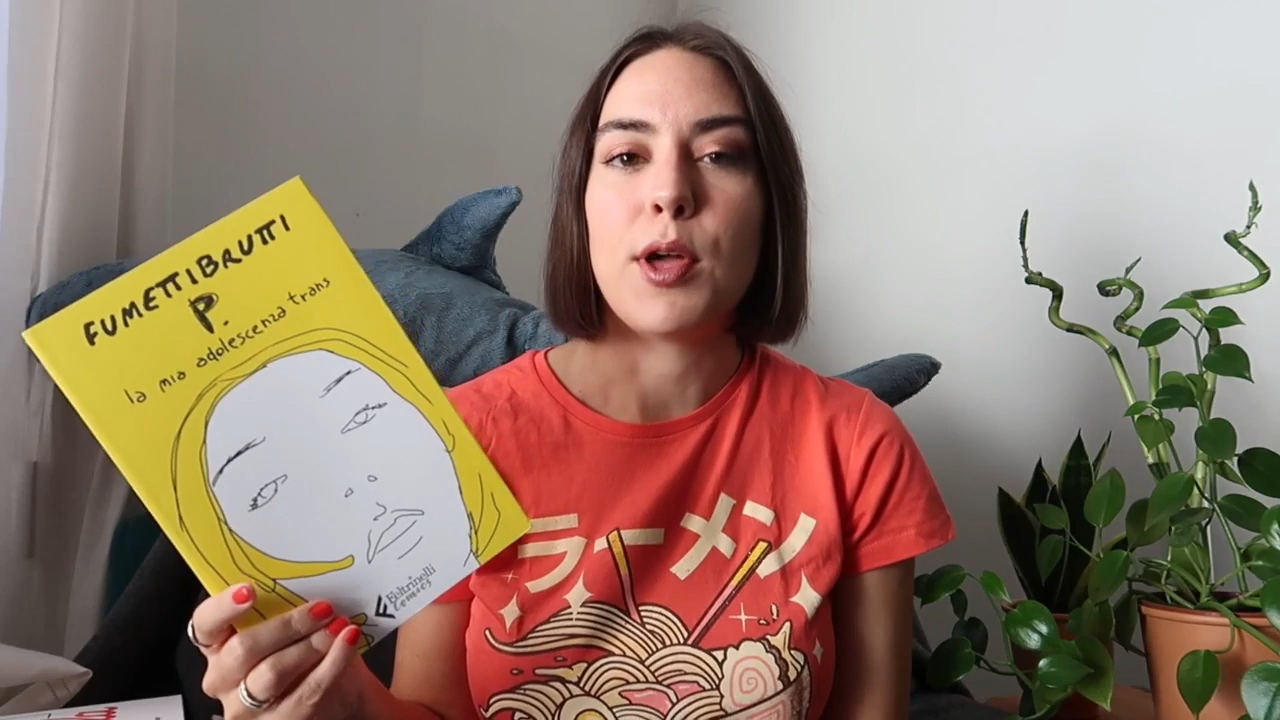 FUMETTIBRUTTI
P.
la mia adolescenza trans
Feltrinelli
Comics
ラーメン